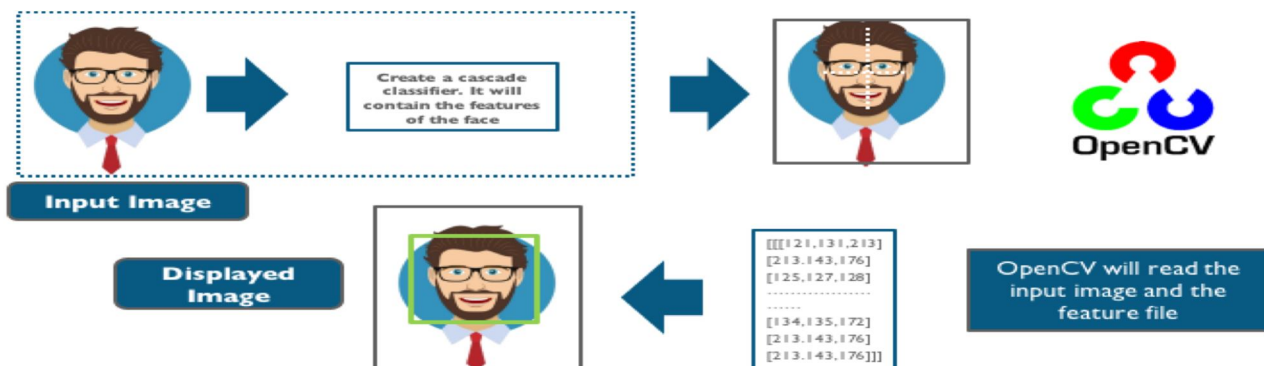 Create a cascade
classifier. It will
contain the features
of the face
OpenCV
Input Image
Displayed
Image
[[[121,131,213]
[213.143,176]
[125,127,128]
------------------
------
[134,135,172]
[213.143,176]
[213.143,176]]]
OpenCV will read the
input image and the
feature file